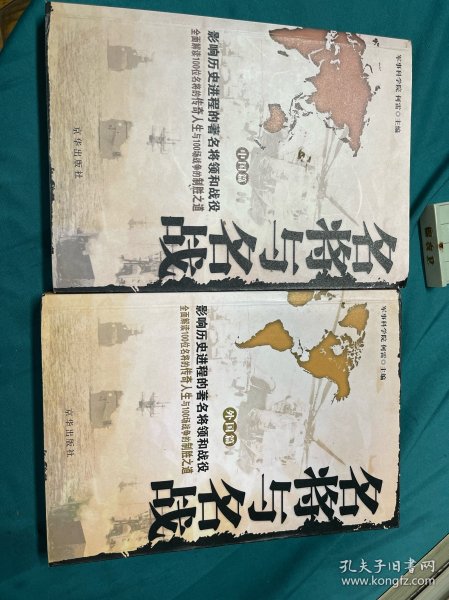 军事科学院 何雷 主编
名将与名战
中国篇
影响历史进程的著名将领和战役
全面解读100位名将的传奇人生与100场战争的制胜之道
京华出版社
军事科学院 何雷 主编
名将与名战
外国篇
影响历史进程的著名将领和战役
全面解读100位名将的传奇人生与100场战争的制胜之道
京华出版社
孔夫子旧书网
www.kongfz.com